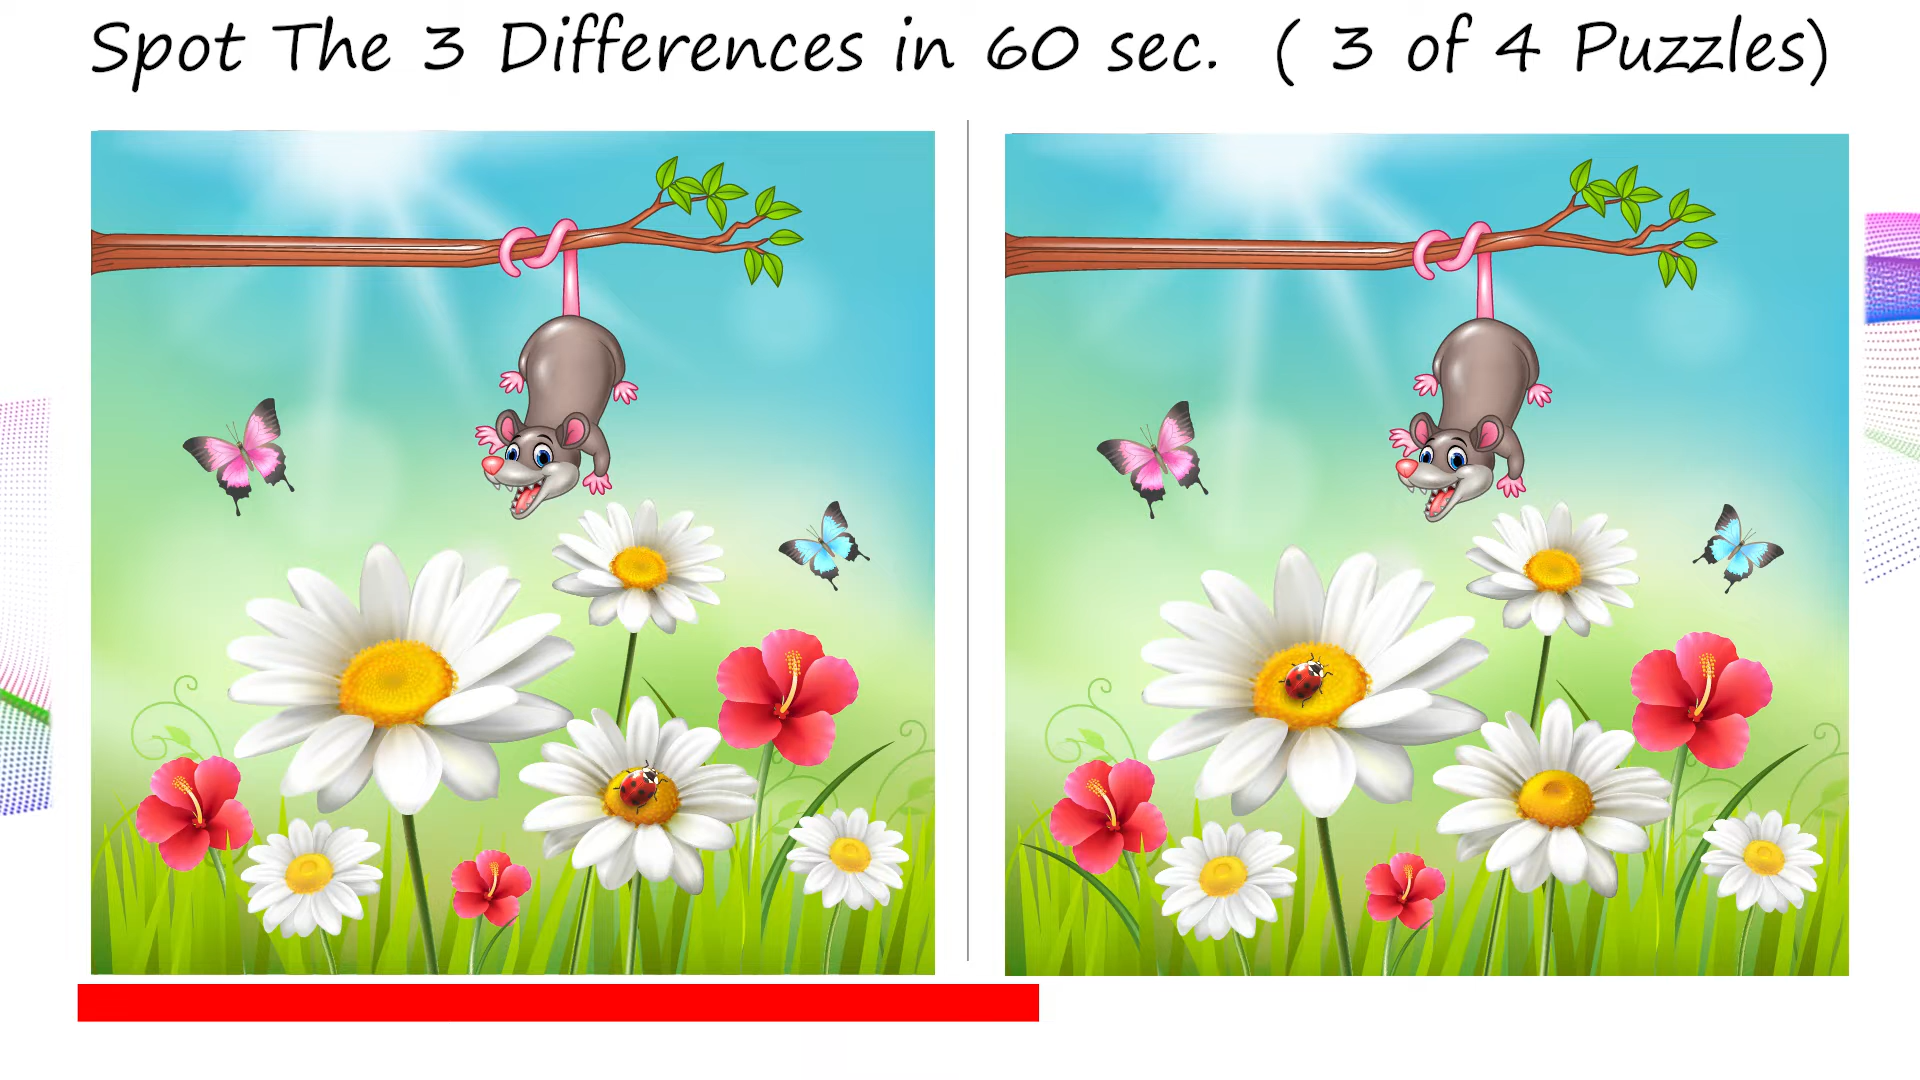 Spot The 3 Differences in 60 sec. ( 3 of 4 Puzzles)